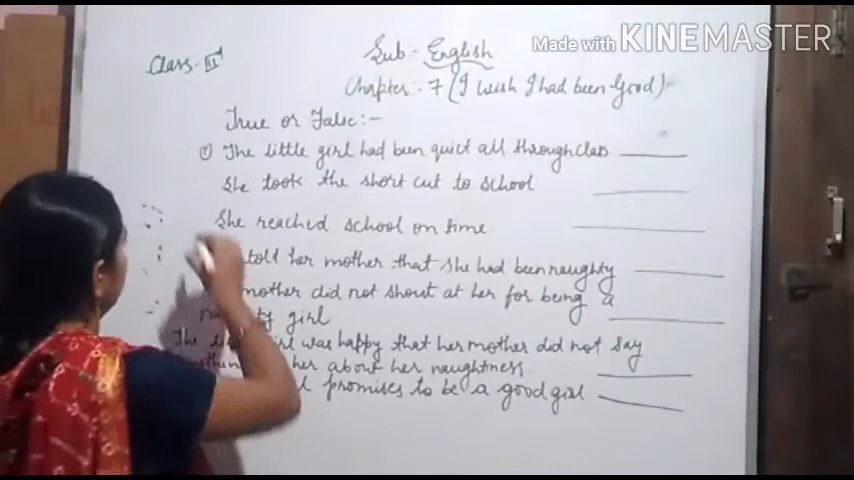 Made with KINEMASTER
Sub:- English
Class- II
Chapter:- 7 (I wish I had been Good)
True or False:-
① The little girl had been quiet all through class
She took the short cut to school
She reached school on time.
told her mother that she had been naughty
mother did not shout at her for being a
girl
The was happy that her mother did not say
her about her naughtness
promises to be a good girl